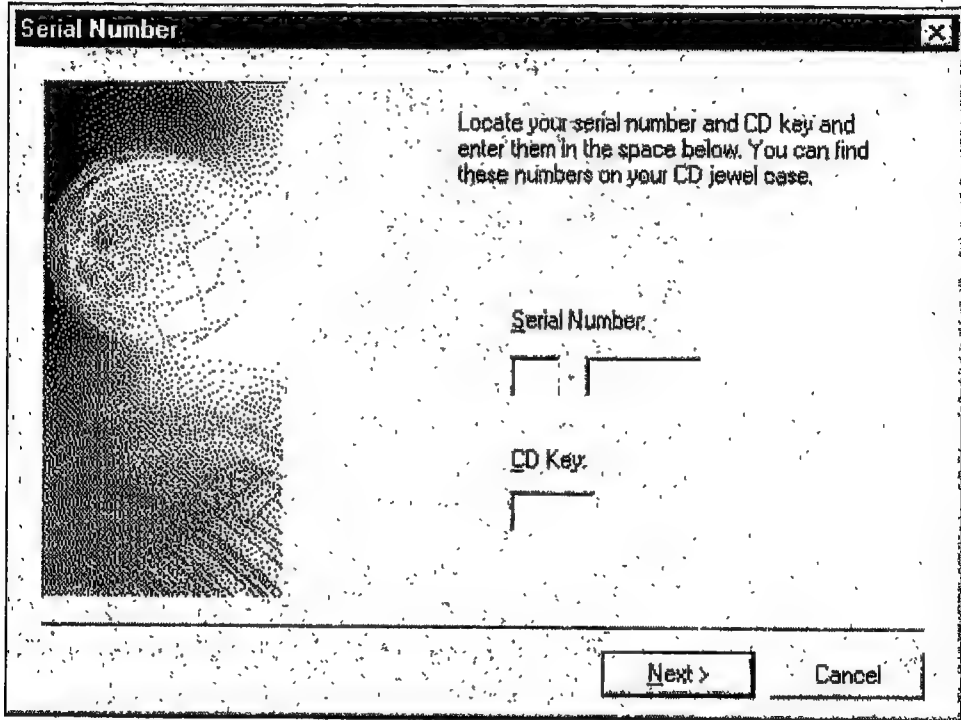 Serial Number
Locate your serial number and CD key and
enter them in the space below. You can find
these numbers on your CD jewel case.
Serial Number:
-
CD Key:
Next >
Cancel